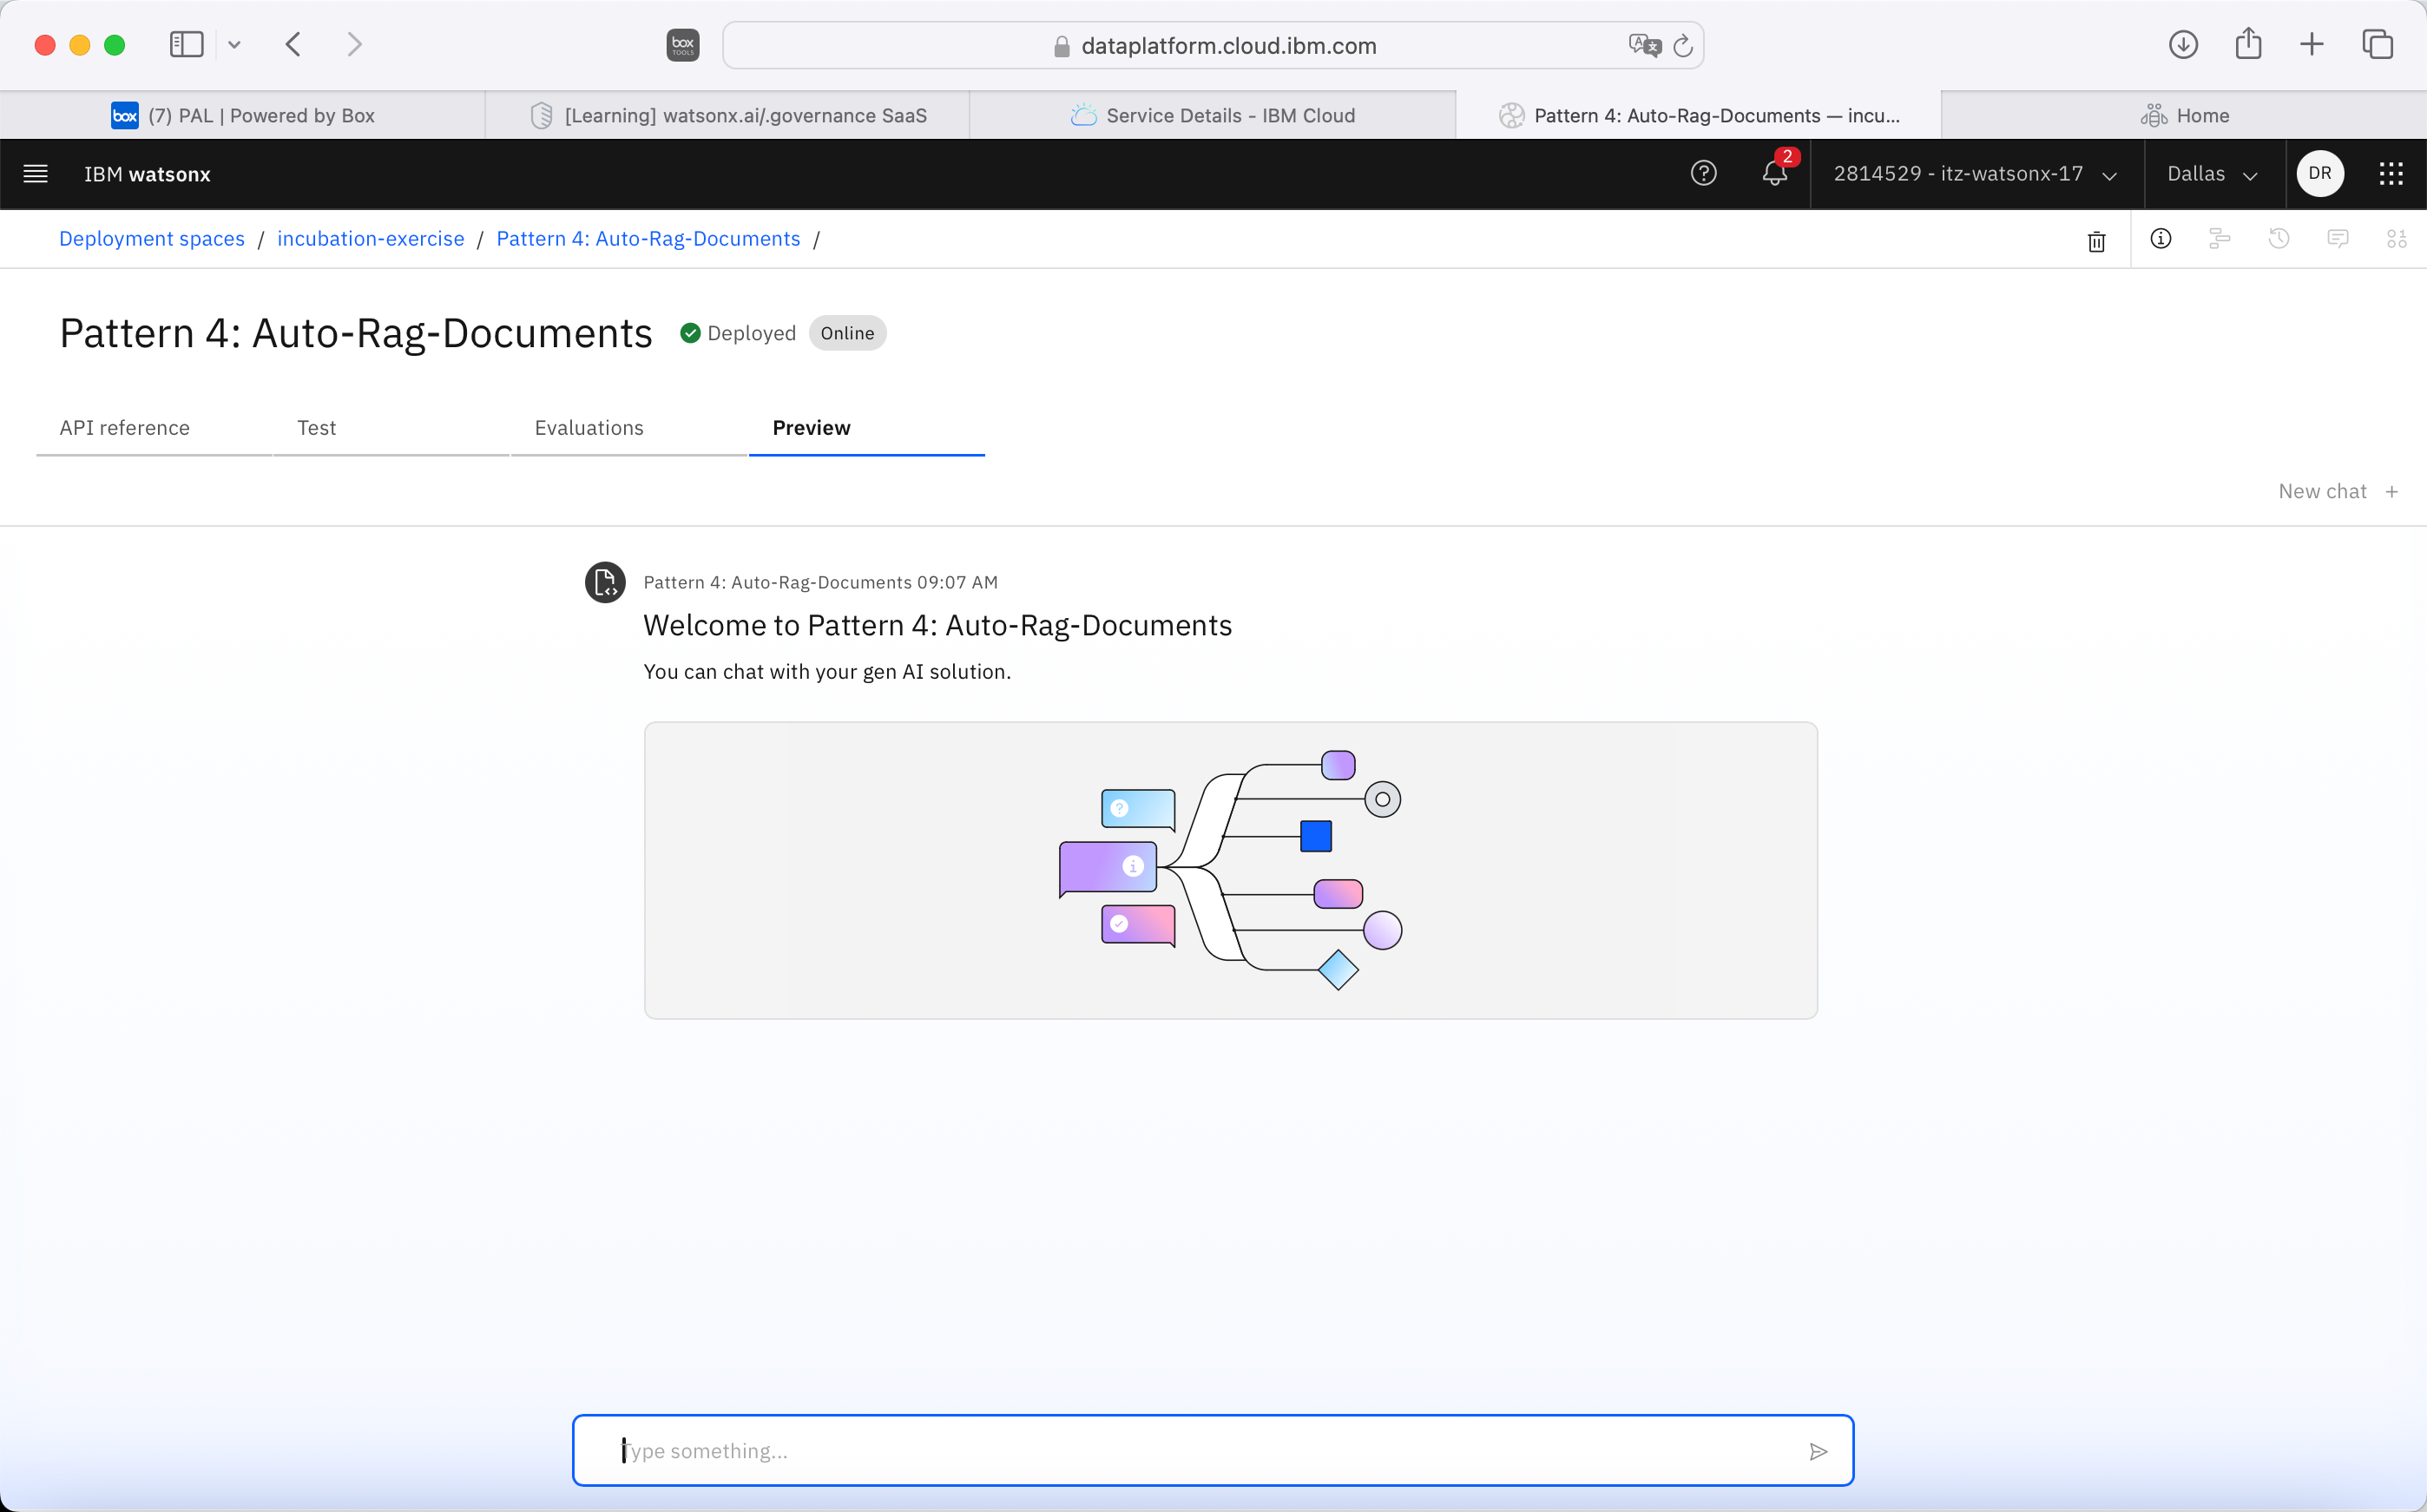 box
TOOLS
dataplatform.cloud.ibm.com
box (7) PAL | Powered by Box
[Learning] watsonx.ai/.governance SaaS
Service Details - IBM Cloud
Pattern 4: Auto-Rag-Documents — incu...
Home
IBM watsonx
2
2814529 - itz-watsonx-17
Dallas
DR
Deployment spaces / incubation-exercise / Pattern 4: Auto-Rag-Documents /
Pattern 4: Auto-Rag-Documents
Deployed
Online
API reference
Test
Evaluations
Preview
New chat +
Pattern 4: Auto-Rag-Documents 09:07 AM
Welcome to Pattern 4: Auto-Rag-Documents
You can chat with your gen AI solution.
Type something...